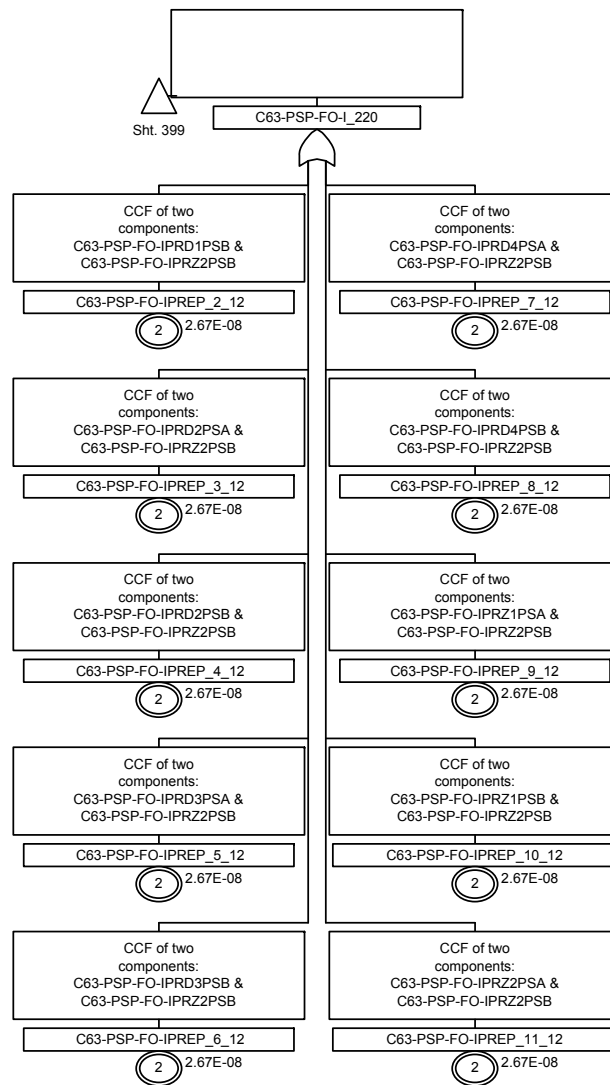 Sht. 399
C63-PSP-FO-I_220
CCF of two
components:
C63-PSP-FO-IPRD1PSB &
C63-PSP-FO-IPRZ2PSB
C63-PSP-FO-IPREP_2_12
2
2.67E-08
CCF of two
components:
C63-PSP-FO-IPRD4PSA &
C63-PSP-FO-IPRZ2PSB
C63-PSP-FO-IPREP_7_12
2
2.67E-08
CCF of two
components:
C63-PSP-FO-IPRD2PSA &
C63-PSP-FO-IPRZ2PSB
C63-PSP-FO-IPREP_3_12
2
2.67E-08
CCF of two
components:
C63-PSP-FO-IPRD4PSB &
C63-PSP-FO-IPRZ2PSB
C63-PSP-FO-IPREP_8_12
2
2.67E-08
CCF of two
components:
C63-PSP-FO-IPRD2PSB &
C63-PSP-FO-IPRZ2PSB
C63-PSP-FO-IPREP_4_12
2
2.67E-08
CCF of two
components:
C63-PSP-FO-IPRZ1PSA &
C63-PSP-FO-IPRZ2PSB
C63-PSP-FO-IPREP_9_12
2
2.67E-08
CCF of two
components:
C63-PSP-FO-IPRD3PSA &
C63-PSP-FO-IPRZ2PSB
C63-PSP-FO-IPREP_5_12
2
2.67E-08
CCF of two
components:
C63-PSP-FO-IPRZ1PSB &
C63-PSP-FO-IPRZ2PSB
C63-PSP-FO-IPREP_10_12
2
2.67E-08
CCF of two
components:
C63-PSP-FO-IPRD3PSB &
C63-PSP-FO-IPRZ2PSB
C63-PSP-FO-IPREP_6_12
2
2.67E-08
CCF of two
components:
C63-PSP-FO-IPRZ2PSA &
C63-PSP-FO-IPRZ2PSB
C63-PSP-FO-IPREP_11_12
2
2.67E-08